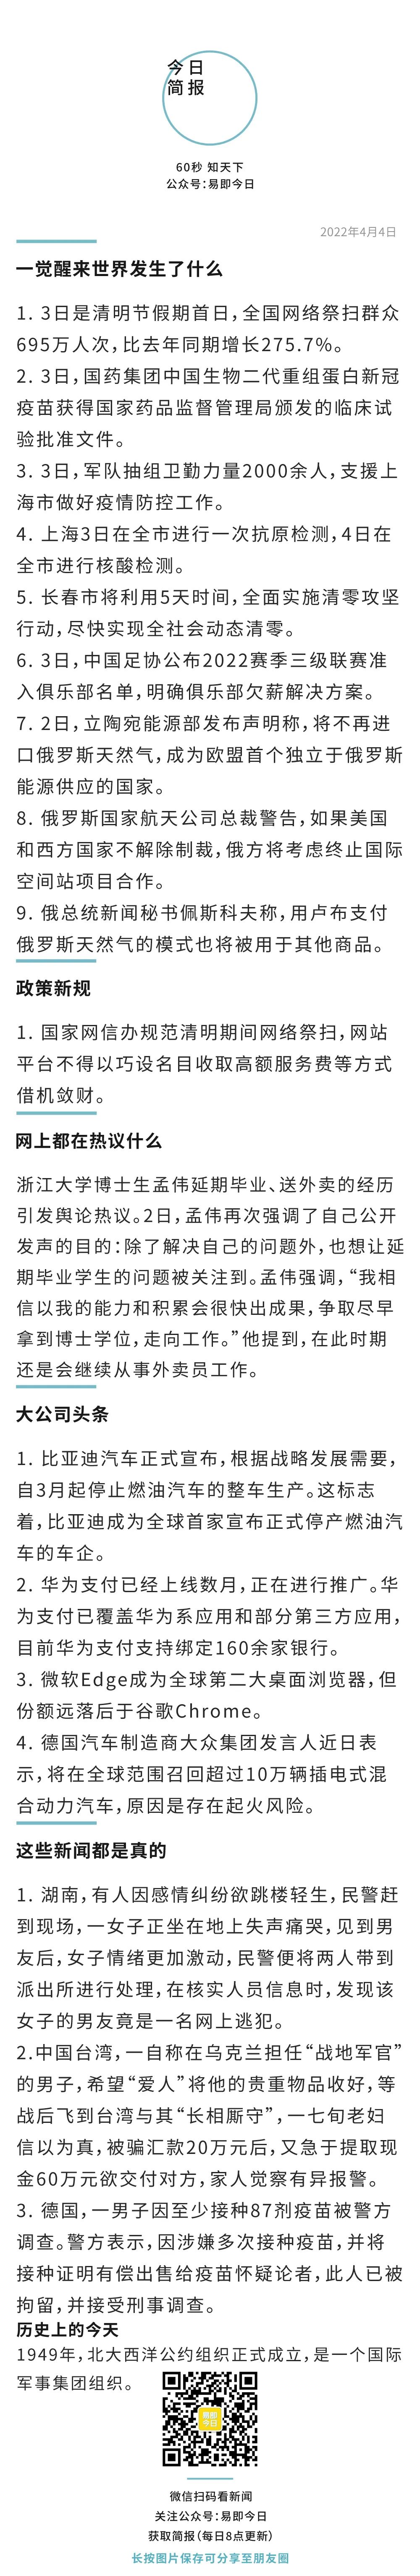 今日
简报
60秒 知天下
公众号：易即今日
2022年4月4日
一觉醒来世界发生了什么
1. 3日是清明节假期首日，全国网络祭扫群众
695万人次，比去年同期增长275.7%。
2. 3日，国药集团中国生物二代重组蛋白新冠
疫苗获得国家药品监督管理局颁发的临床试
验批准文件。
3. 3日，军队抽组卫勤力量2000余人，支援上
海市做好疫情防控工作。
4. 上海3日在全市进行一次抗原检测，4日在
全市进行核酸检测。
5. 长春市将利用5天时间，全面实施清零攻坚
行动，尽快实现全社会动态清零。
6. 3日，中国足协公布2022赛季三级联赛准
入俱乐部名单，明确俱乐部欠薪解决方案。
7. 2日，立陶宛能源部发布声明称，将不再进
口俄罗斯天然气，成为欧盟首个独立于俄罗斯
能源供应的国家。
8. 俄罗斯国家航天公司总裁警告，如果美国
和西方国家不解除制裁，俄方将考虑终止国际
空间站项目合作。
9. 俄总统新闻秘书佩斯科夫称，用卢布支付
俄罗斯天然气的模式也将被用于其他商品。
政策新规
1. 国家网信办规范清明期间网络祭扫，网站
平台不得以巧设名目收取高额服务费等方式
借机敛财。
网上都在热议什么
浙江大学博士生孟伟延期毕业、送外卖的经历
引发舆论热议。2日，孟伟再次强调了自己公开
发声的目的：除了解决自己的问题外，也想让延
期毕业学生的问题被关注到。孟伟强调，“我相
信以我的能力和积累会很快出成果，争取尽早
拿到博士学位，走向工作。”他提到，在此时期
还是会继续从事外卖员工作。
大公司头条
1. 比亚迪汽车正式宣布，根据战略发展需要，
自3月起停止燃油汽车的整车生产。这标志
着，比亚迪成为全球首家宣布正式停产燃油汽
车的车企。
2. 华为支付已经上线数月，正在进行推广。华
为支付已覆盖华为系应用和部分第三方应用，
目前华为支付支持绑定160余家银行。
3. 微软Edge成为全球第二大桌面浏览器，但
份额远落后于谷歌Chrome。
4. 德国汽车制造商大众集团发言人近日表
示，将在全球范围召回超过10万辆插电式混
合动力汽车，原因是存在起火风险。
这些新闻都是真的
1. 湖南，有人因感情纠纷欲跳楼轻生，民警赶
到现场，一女子正坐在地上失声痛哭，见到男
友后，女子情绪更加激动，民警便将两人带到
派出所进行处理，在核实人员信息时，发现该
女子的男友竟是一名网上逃犯。
2.中国台湾，一自称在乌克兰担任“战地军官”
的男子，希望“爱人”将他的贵重物品收好，等
战后飞到台湾与其“长相厮守”，一七旬老妇
信以为真，被骗汇款20万元后，又急于提取现
金60万元欲交付对方，家人觉察有异报警。
3. 德国，一男子因至少接种87剂疫苗被警方
调查。警方表示，因涉嫌多次接种疫苗，并将
接种证明有偿出售给疫苗怀疑论者，此人已被
拘留，并接受刑事调查。
历史上的今天
1949年，北大西洋公约组织正式成立，是一个国际
军事集团组织。
易即
今日
微信扫码看新闻
关注公众号：易即今日
获取简报（每日8点更新）
长按图片保存可分享至朋友圈